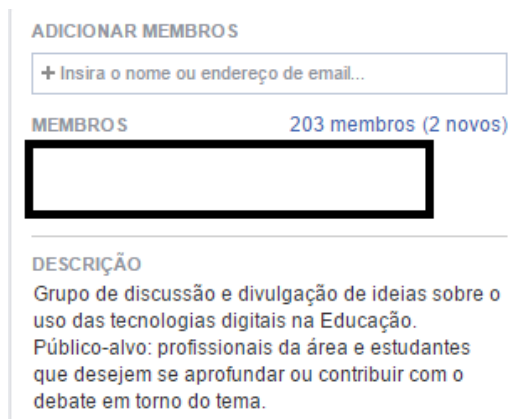 ADICIONAR MEMBROS
+ Insira o nome ou endereço de email...
MEMBROS 203 membros (2 novos)
DESCRIÇÃO
Grupo de discussão e divulgação de ideias sobre o
uso das tecnologias digitais na Educação.
Público-alvo: profissionais da área e estudantes
que desejem se aprofundar ou contribuir com o
debate em torno do tema.